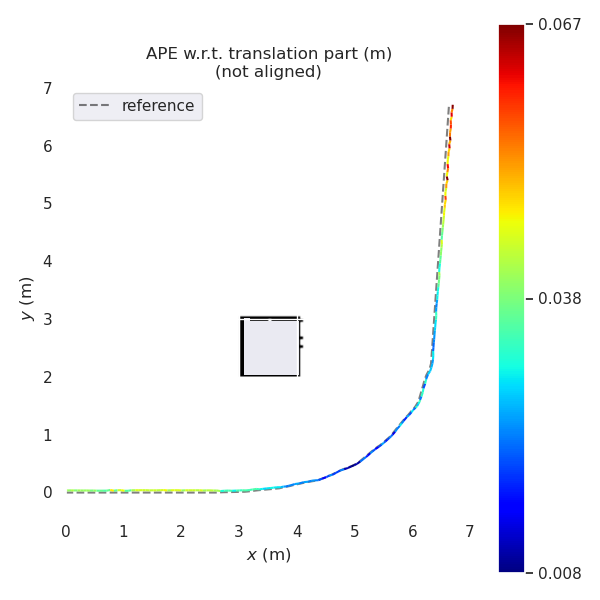 APE w.r.t. translation part (m)
(not aligned)
reference
7
6
5
4
3
2
1
0
y (m)
0 1 2 3 4 5 6 7
x (m)
0.067
0.038
0.008